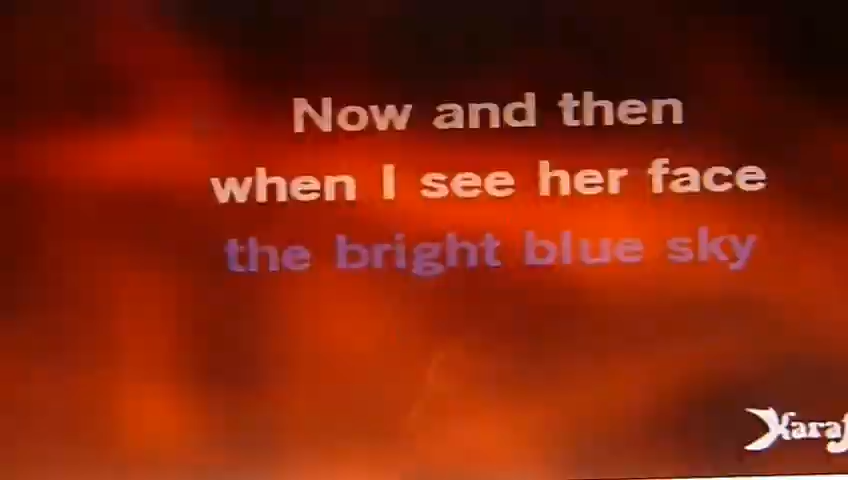 Now and then
when I see her face
the bright blue sky
Karaf